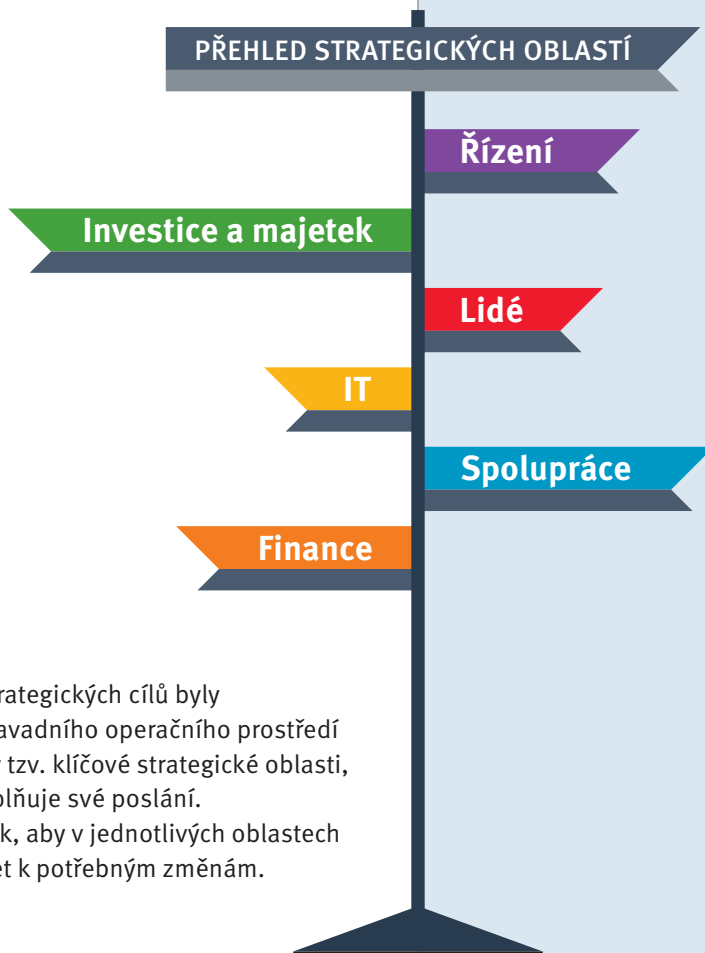 PŘEHLED STRATEGICKÝCH OBLASTÍ
Řízení
Investice a majetek
Lidé
IT
Spolupráce
Finance
rategických cílů byly
avadního operačního prostředí
tzv. klíčové strategické oblasti,
olňuje své poslání.
k, aby v jednotlivých oblastech
et k potřebným změnám.